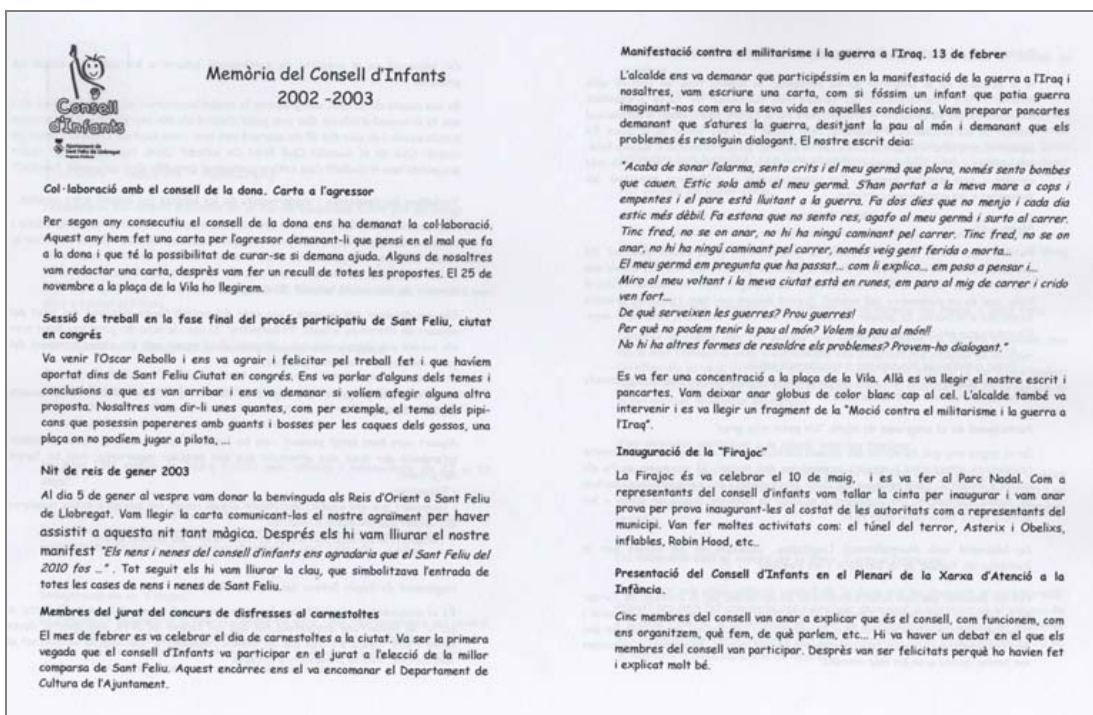 Consell
d'Infants
Ajuntament de
Sant Feliu de Llobregat
Memòria del Consell d'Infants
2002 -2003
Col·laboració amb el consell de la dona. Carta a l'agressor
Per segon any consecutiu el consell de la dona ens ha demanat la col·laboració.
Aquest any hem fet una carta per l'agressor demanant-li que pensi en el mal que fa
a la dona i que té la possibilitat de curar-se si demana ajuda. Alguns de nosaltres
vam redactar una carta, desprès vam fer un recull de totes les propostes. El 25 de
novembre a la plaça de la Vila ho llegirem.
Sessió de treball en la fase final del procés participatiu de Sant Feliu, ciutat
en congrés
Va venir l'Oscar Rebollo i ens va agrair i felicitar pel treball fet i que havíem
aportat dins de Sant Feliu Ciutat en congrés. Ens va parlar d'alguns dels temes i
conclusions a que es van arribar i ens va demanar si volíem afegir alguna altra
proposta. Nosaltres vam dir-li unes quantes, com per exemple, el tema dels pipi-
cans que posessin papereres amb guants i bosses per les caques dels gossos, una
plaça on no podíem jugar a pilota, ...
Nit de reis de gener 2003
Al dia 5 de gener al vespre vam donar la benvinguda als Reis d'Orient a Sant Feliu
de Llobregat. Vam llegir la carta comunicant-los el nostre agraïment per haver
assistit a aquesta nit tant màgica. Després els hi vam lliurar el nostre
manifest "Els nens i nenes del consell d'infants ens agradaria que el Sant Feliu del
2010 fos ..." . Tot seguit els hi vam lliurar la clau, que simbolitzava l'entrada de
totes les cases de nens i nenes de Sant Feliu.
Membres del jurat del concurs de disfresses al carnestoltes
El mes de febrer es va celebrar el dia de carnestoltes a la ciutat. Va ser la primera
vegada que el consell d'Infants va participar en el jurat a l'elecció de la millor
comparsa de Sant Feliu. Aquest encàrrec ens el va encomanar el Departament de
Cultura de l'Ajuntament.
Manifestació contra el militarisme i la guerra a l'Iraq. 13 de febrer
L'alcalde ens va demanar que participéssim en la manifestació de la guerra a l'Iraq i
nosaltres, vam escriure una carta, com si fóssim un infant que patia guerra
imaginant-nos com era la seva vida en aquelles condicions. Vam preparar pancartes
demanant que s'atures la guerra, desitjant la pau al món i demanant que els
problemes és resolguin dialogant. El nostre escrit deia:
"Acaba de sonar l'alarma, sento crits i el meu germà que plora, només sento bombes
que cauen. Estic sola amb el meu germà. S'han portat a la meva mare a cops i
empentes i el pare està lluitant a la guerra. Fa dos dies que no menjo i cada dia
estic més dèbil. Fa estona que no sento res, agafo al meu germà i surto al carrer.
Tinc fred, no se on anar, no hi ha ningú caminant pel carrer. Tinc fred, no se on
anar, no hi ha ningú caminant pel carrer, només veig gent ferida o morta...
El meu germà em pregunta que ha passat... com li explico... em poso a pensar i...
Miro al meu voltant i la meva ciutat està en runes, em paro al mig de carrer i crido
ven fort...
De què serveixen les guerres? Prou guerres!
Per què no podem tenir la pau al món? Volem la pau al món!!
No hi ha altres formes de resoldre els problemes? Provem-ho dialogant."
Es va fer una concentració a la plaça de la Vila. Allà es va llegir el nostre escrit i
pancartes. Vam deixar anar globus de color blanc cap al cel. L'alcalde també va
intervenir i es va llegir un fragment de la "Moció contra el militarisme i la guerra a
l'Iraq".
Inauguració de la "Firajoc"
La Firajoc és va celebrar el 10 de maig, i es va fer al Parc Nadal. Com a
representants del consell d'infants vam tallar la cinta per inaugurar i vam anar
prova per prova inaugurant-les al costat de les autoritats com a representants del
municipi. Van fer moltes activitats com: el túnel del terror, Asterix i Obelixs,
inflables, Robin Hood, etc..
Presentació del Consell d'Infants en el Plenari de la Xarxa d'Atenció a la
Infància.
Cinc membres del consell van anar a explicar que és el consell, com funcionem, com
ens organitzem, què fem, de què parlem, etc... Hi va haver un debat en el que els
membres del consell van participar. Desprès van ser felicitats perquè ho havien fet
i explicat molt bé.